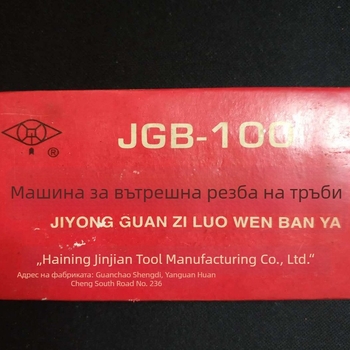 ®
JGB-100
Машина за вътрешна резба на тръби
JIYONG GUAN ZI LUO WEN BAN YA
„Haining Jinjian Tool Manufacturing Co., Ltd.“
Адрес на фабриката: Guanchao Shengdi, Yanguan Huan
Cheng South Road No. 236